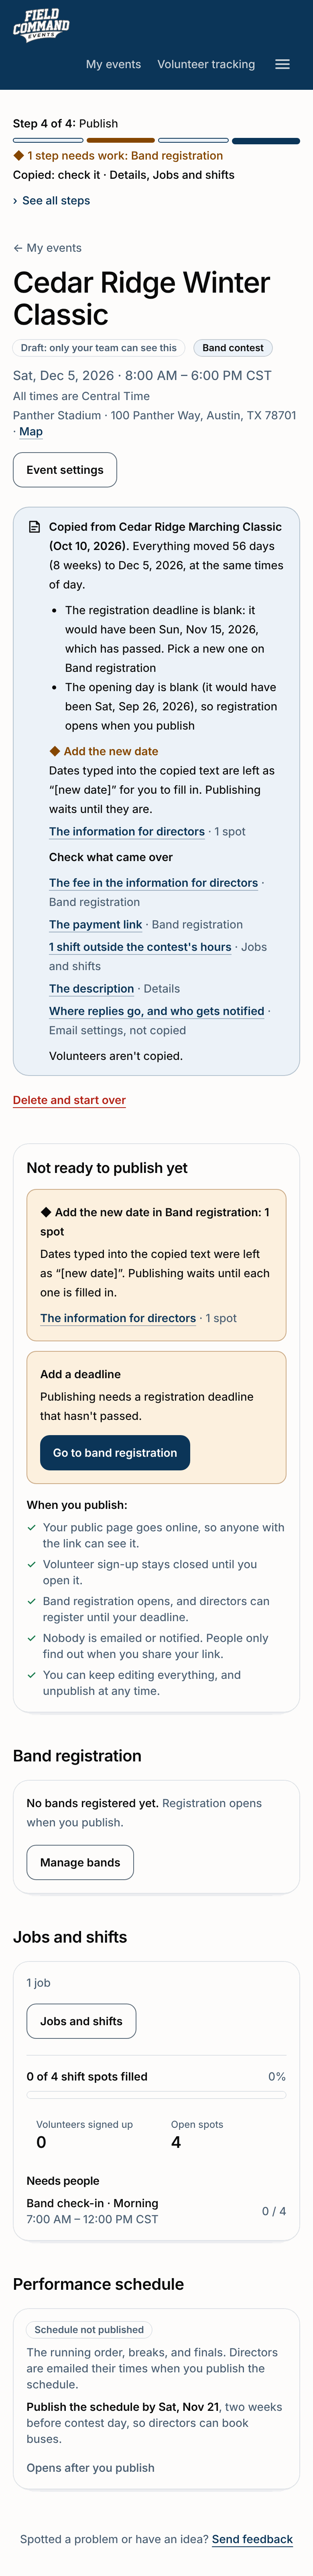 FIELD
COMMAND
EVENTS
My events Volunteer tracking
Step 4 of 4: Publish
◆ 1 step needs work: Band registration
Copied: check it · Details, Jobs and shifts
› See all steps
← My events
Cedar Ridge Winter
Classic
Draft: only your team can see this Band contest
Sat, Dec 5, 2026 · 8:00 AM – 6:00 PM CST
All times are Central Time
Panther Stadium · 100 Panther Way, Austin, TX 78701
· Map
Event settings
Copied from Cedar Ridge Marching Classic
(Oct 10, 2026). Everything moved 56 days
(8 weeks) to Dec 5, 2026, at the same times
of day.
• The registration deadline is blank: it
would have been Sun, Nov 15, 2026,
which has passed. Pick a new one on
Band registration
• The opening day is blank (it would have
been Sat, Sep 26, 2026), so registration
opens when you publish
◆ Add the new date
Dates typed into the copied text are left as
“[new date]” for you to fill in. Publishing
waits until they are.
The information for directors · 1 spot
Check what came over
The fee in the information for directors ·
Band registration
The payment link · Band registration
1 shift outside the contest's hours · Jobs
and shifts
The description · Details
Where replies go, and who gets notified ·
Email settings, not copied
Volunteers aren't copied.
Delete and start over
Not ready to publish yet
◆ Add the new date in Band registration: 1
spot
Dates typed into the copied text were left
as “[new date]”. Publishing waits until each
one is filled in.
The information for directors · 1 spot
Add a deadline
Publishing needs a registration deadline
that hasn't passed.
Go to band registration
When you publish:
✓ Your public page goes online, so anyone with
the link can see it.
✓ Volunteer sign-up stays closed until you
open it.
✓ Band registration opens, and directors can
register until your deadline.
✓ Nobody is emailed or notified. People only
find out when you share your link.
✓ You can keep editing everything, and
unpublish at any time.
Band registration
No bands registered yet. Registration opens
when you publish.
Manage bands
Jobs and shifts
1 job
Jobs and shifts
0 of 4 shift spots filled 0%
Volunteers signed up Open spots
0 4
Needs people
Band check-in · Morning
7:00 AM – 12:00 PM CST 0 / 4
Performance schedule
Schedule not published
The running order, breaks, and finals. Directors
are emailed their times when you publish the
schedule.
Publish the schedule by Sat, Nov 21, two weeks
before contest day, so directors can book
buses.
Opens after you publish
Spotted a problem or have an idea? Send feedback